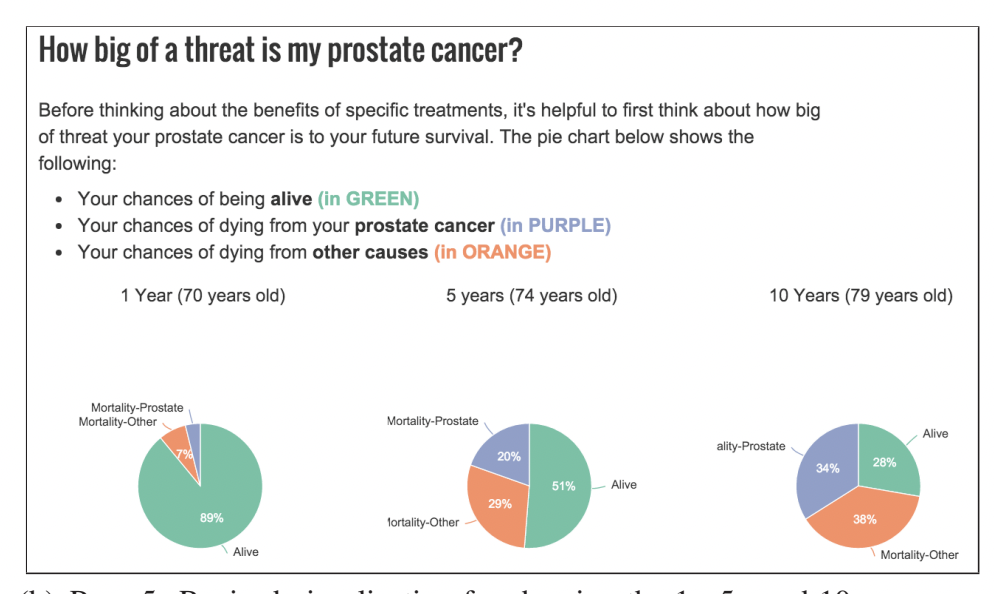 How big of a threat is my prostate cancer?
Before thinking about the benefits of specific treatments, it's helpful to first think about how big
of threat your prostate cancer is to your future survival. The pie chart below shows the
following:
• Your chances of being alive (in GREEN)
• Your chances of dying from your prostate cancer (in PURPLE)
• Your chances of dying from other causes (in ORANGE)
1 Year (70 years old)
5 years (74 years old)
10 Years (79 years old)
Mortality-Prostate
Mortality-Other
7%
89%
Alive
Mortality-Prostate
20%
51%
Alive
29%
ortality-Other
Alive
ality-Prostate
28%
34%
38%
Mortality-Other